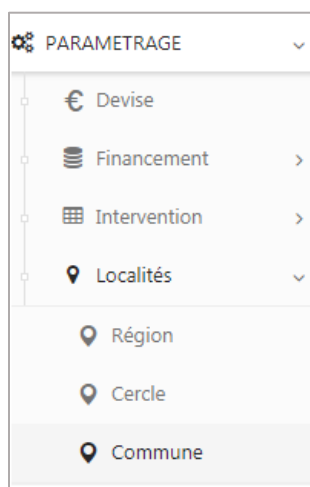 PARAMETRAGE
Devise
Financement
Intervention
Localités
Région
Cercle
Commune